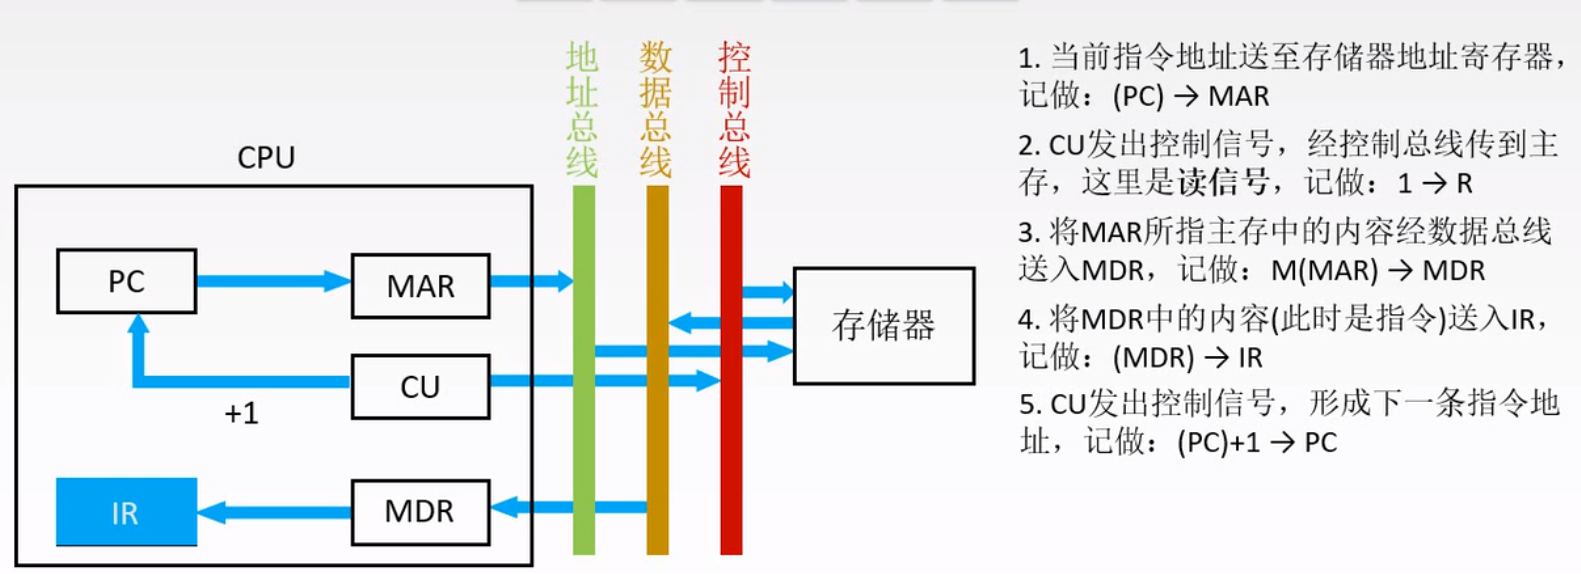 地址总线
数据总线
控制总线
CPU
PC
MAR
CU
+1
IR
MDR
存储器
1. 当前指令地址送至存储器地址寄存器，
记做：(PC) → MAR
2. CU发出控制信号，经控制总线传到主
存，这里是读信号，记做：1 → R
3. 将MAR所指主存中的内容经数据总线
送入MDR，记做：M(MAR) → MDR
4. 将MDR中的内容(此时是指令)送入IR，
记做：(MDR) → IR
5. CU发出控制信号，形成下一条指令地
址，记做：(PC)+1 → PC